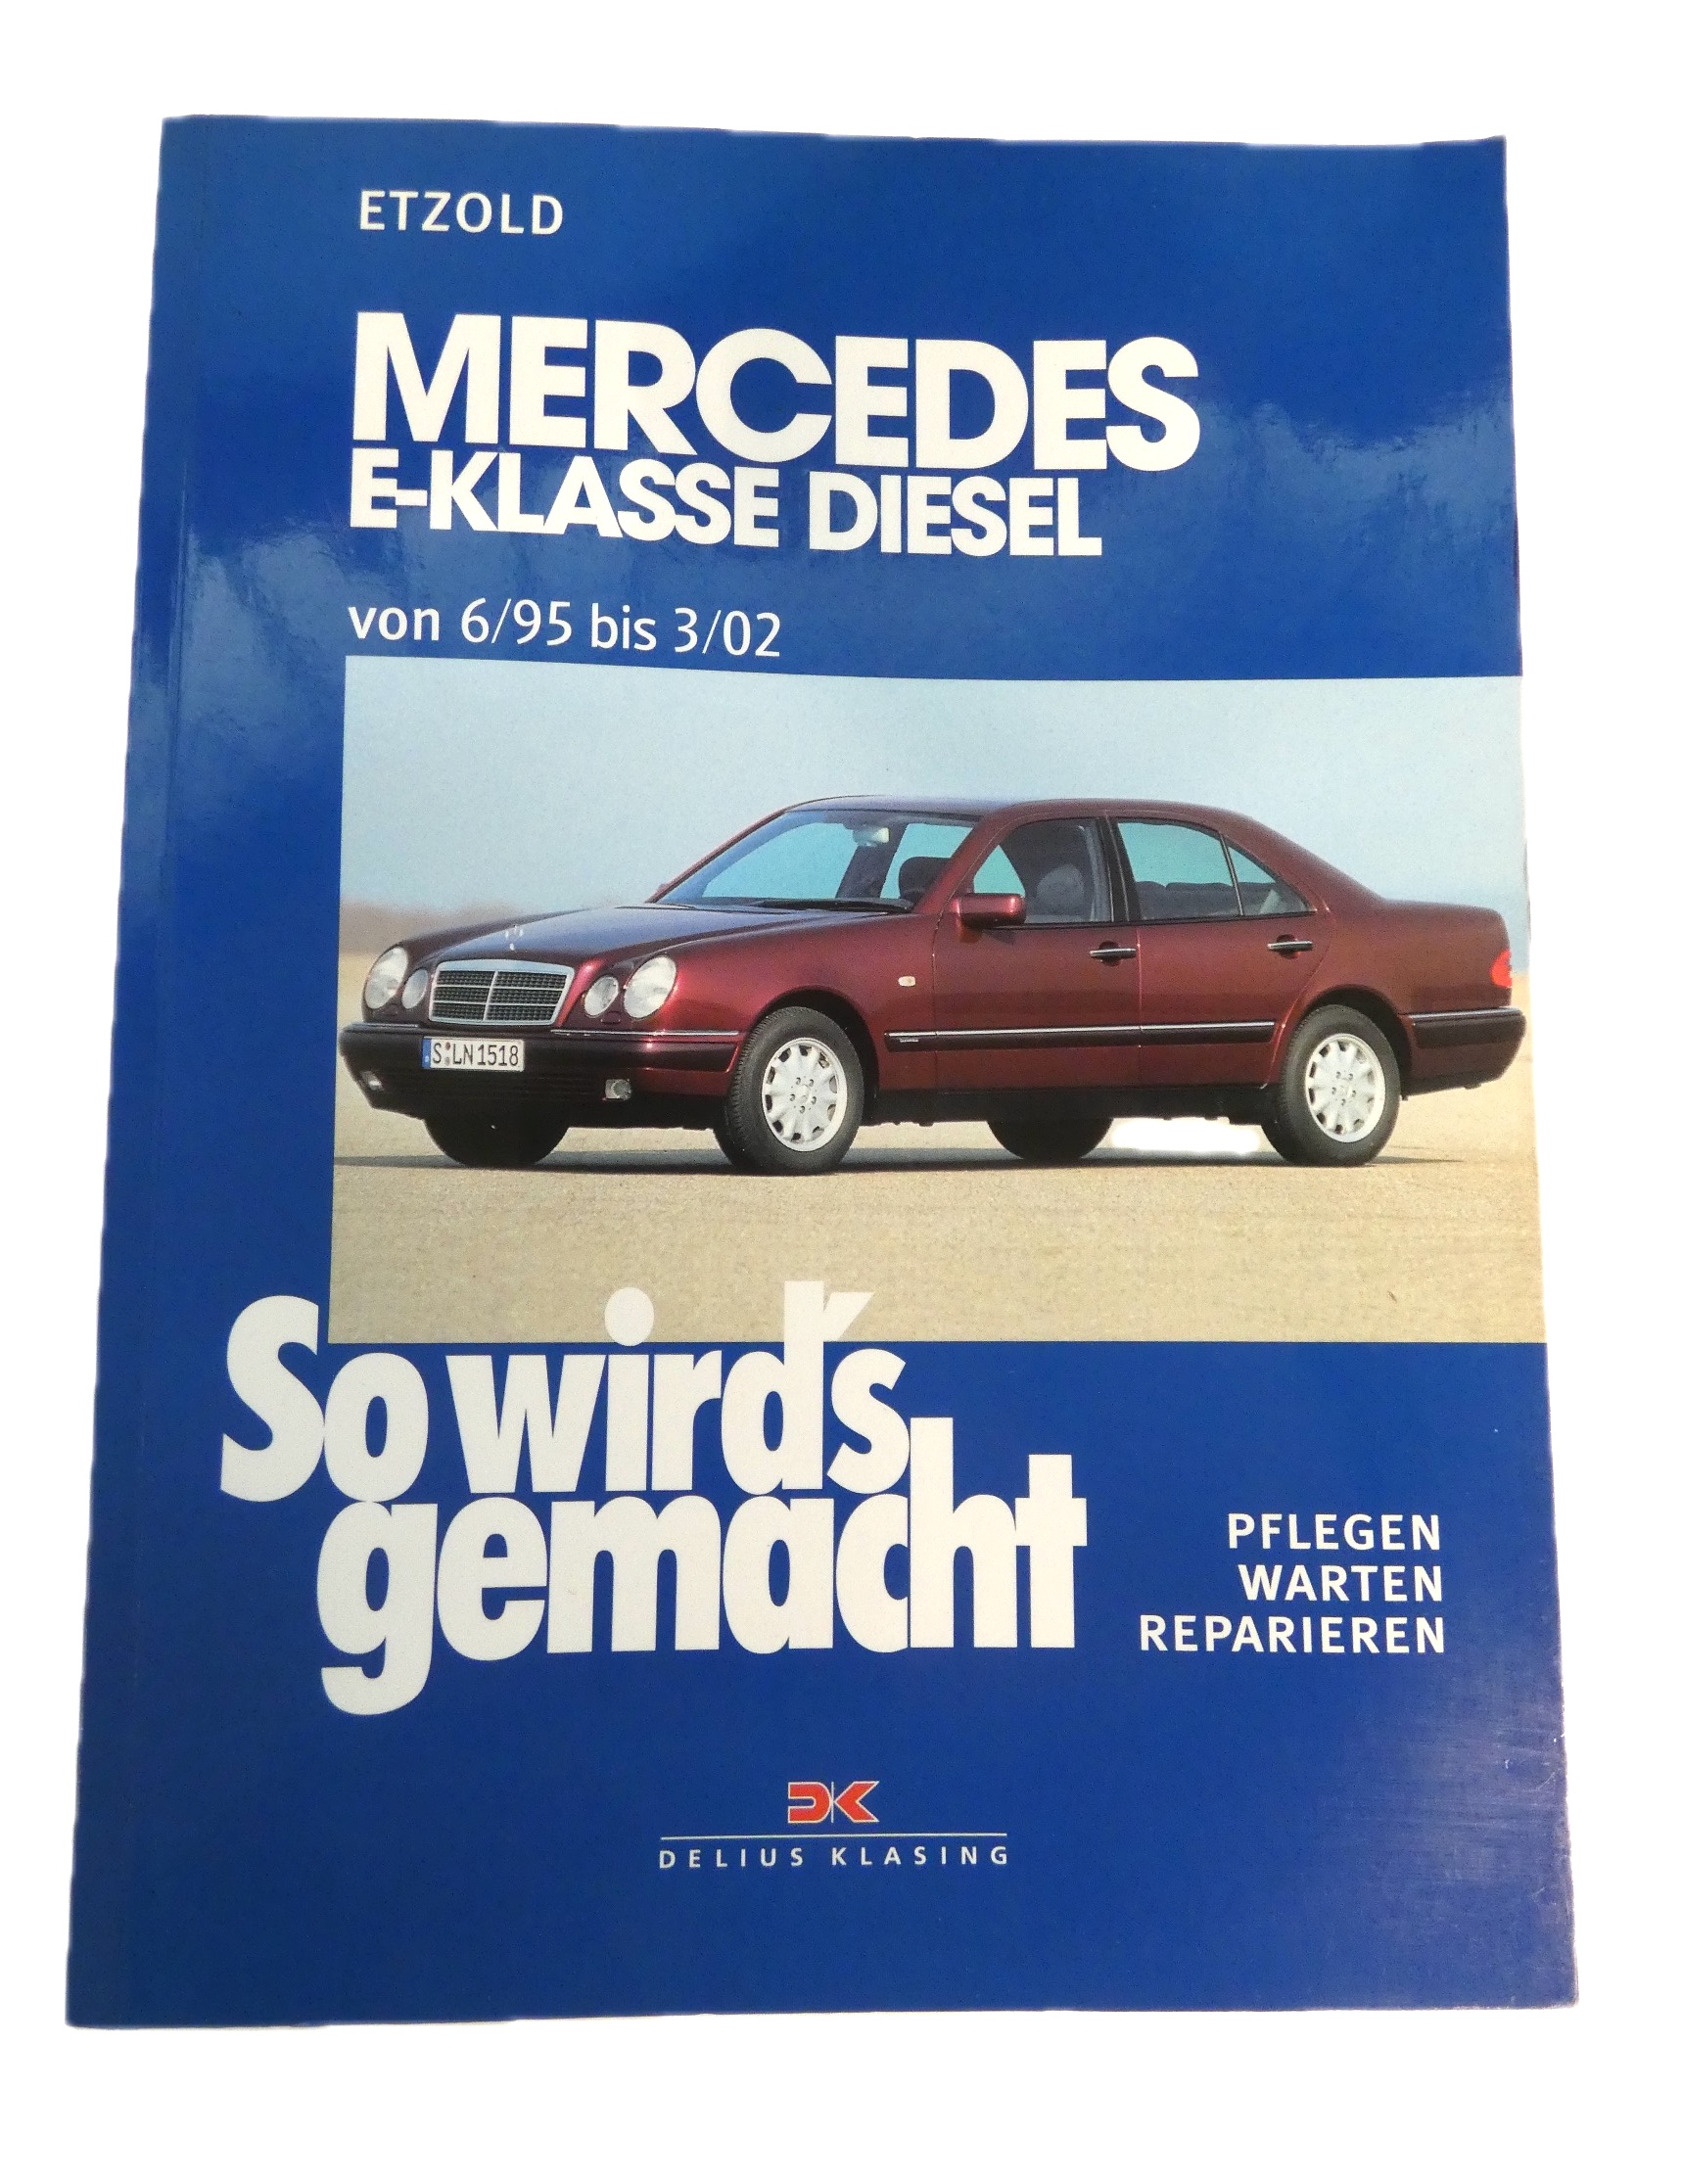 ETZOLD
MERCEDES
E-KLASSE DIESEL
von 6/95 bis 3/02
S LN 1518
So wird's
gemacht
PFLEGEN
WARTEN
REPARIEREN
DK
DELIUS KLASING